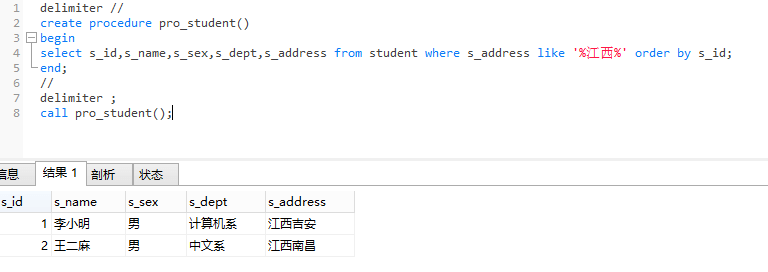 1 delimiter //
2 create procedure pro_student()
3 begin
4 select s_id,s_name,s_sex,s_dept,s_address from student where s_address like '%江西%' order by s_id;
5 end;
6 //
7 delimiter ;
8 call pro_student();
信息 结果 1 剖析 状态
s_id s_name s_sex s_dept s_address
1 李小明 男 计算机系 江西吉安
2 王二麻 男 中文系 江西南昌